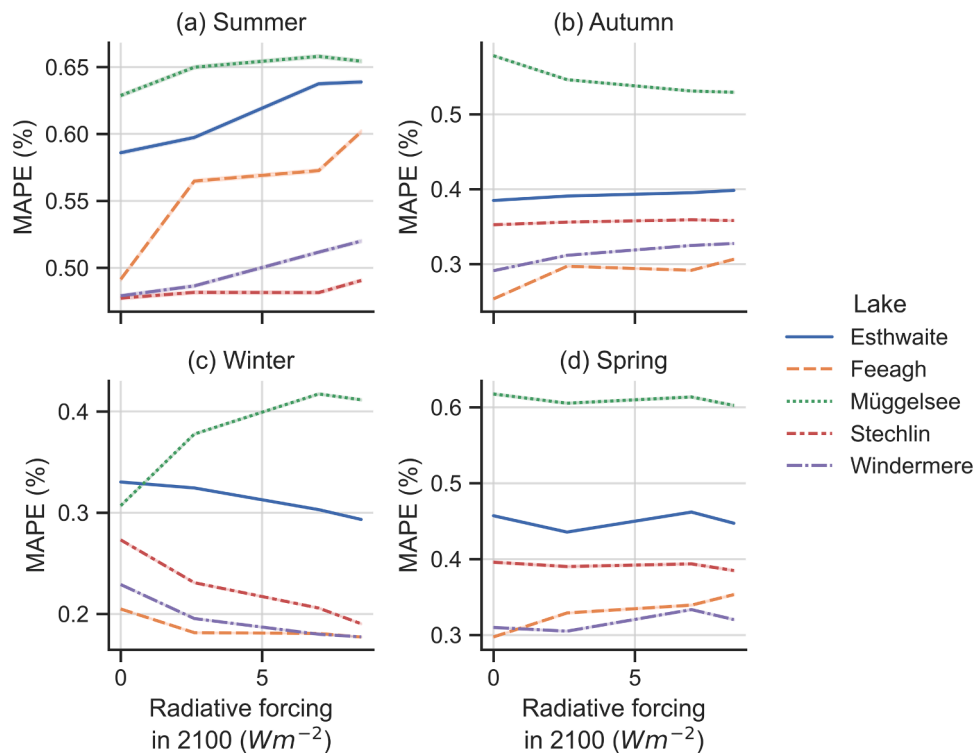 (a) Summer
(b) Autumn
MAPE (%)
0.65
0.60
0.55
0.50
0 5
MAPE (%)
0.5
0.4
0.3
0 5
(c) Winter
(d) Spring
MAPE (%)
0.4
0.3
0.2
0 5
Radiative forcing
in 2100 (Wm⁻²)
MAPE (%)
0.6
0.4
0.3
0 5
Radiative forcing
in 2100 (Wm⁻²)
Lake
Esthwaite
Feeagh
Müggelsee
Stechlin
Windermere